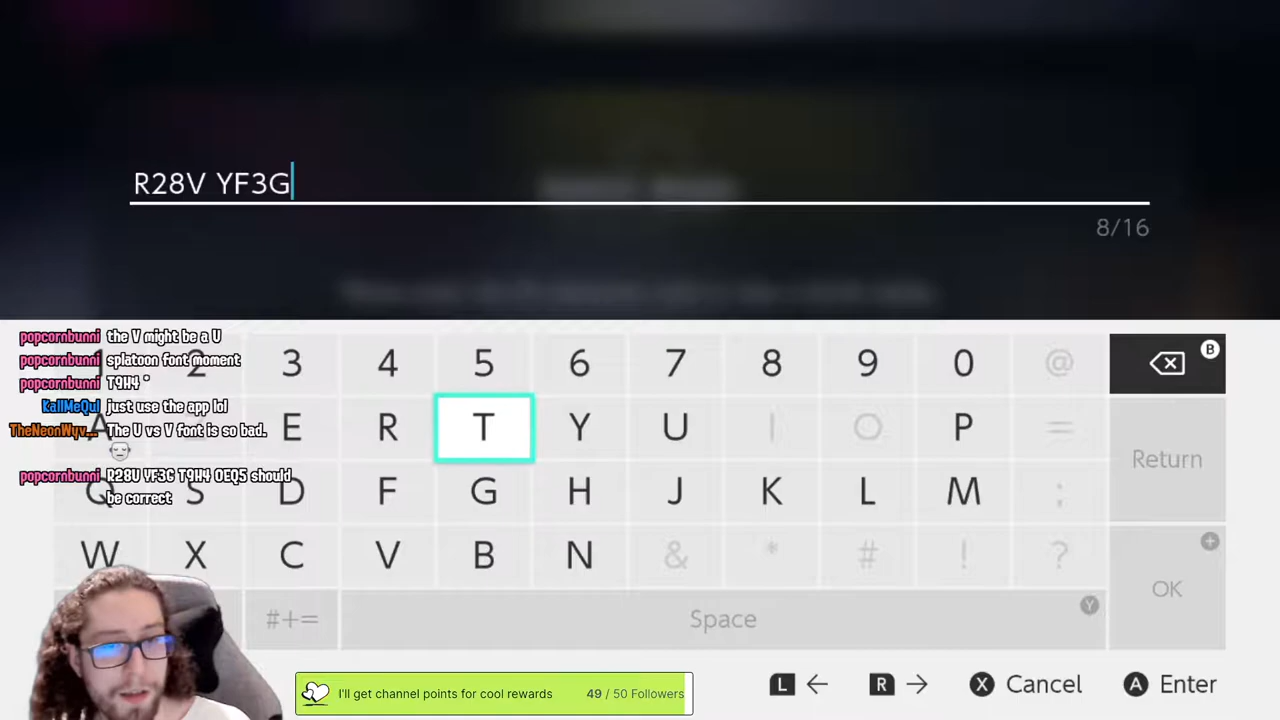 R28V YF3G
8/16
popcornbunni the V might be a U
popcornbunni splatoon font moment
popcornbunni T9H4 *
KallMeQui just use the app lol
TheNeonWyv... The U vs V font is so bad.
popcornbunni R28U VF3G T9H4 0EQ5 should
be correct
1 2 3 4 5 6 7 8 9 0 @ B
A E R T Y U I O P = Return
Q S D F G H J K L M ;
W X C V B N & * # ! ? + OK
#+= Space Y
I'll get channel points for cool rewards 49 / 50 Followers
L ← R → X Cancel A Enter